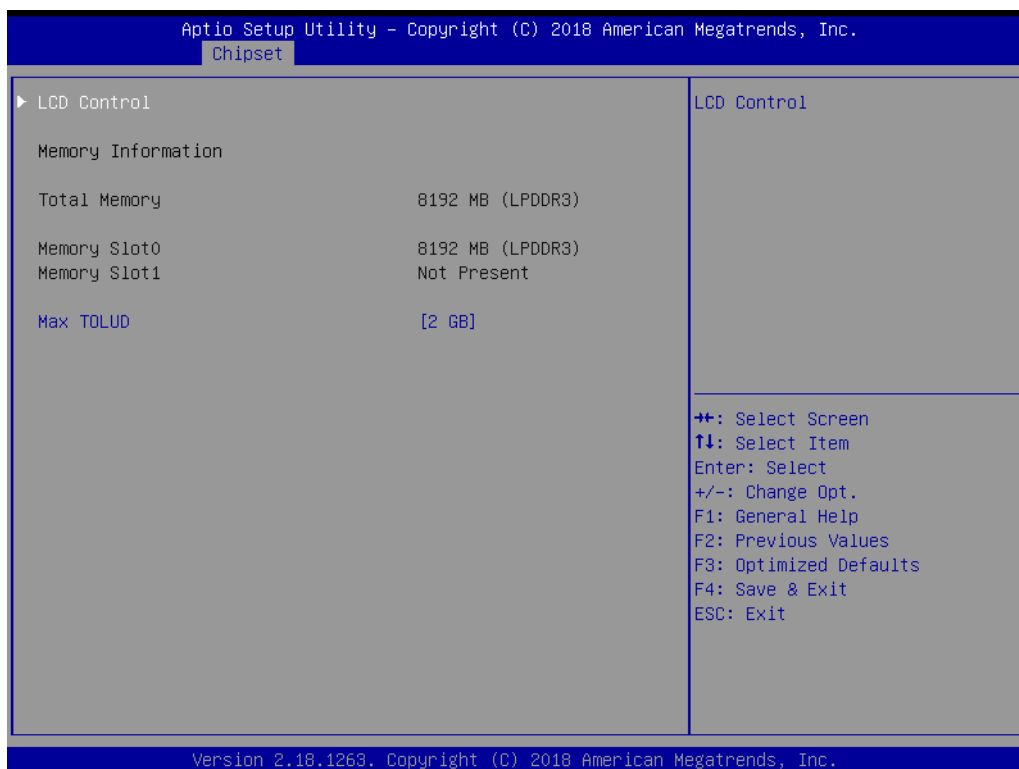 Aptio Setup Utility – Copyright (C) 2018 American Megatrends, Inc.
Chipset
► LCD Control
Memory Information
Total Memory 8192 MB (LPDDR3)
Memory Slot0 8192 MB (LPDDR3)
Memory Slot1 Not Present
Max TOLUD [2 GB]
LCD Control
→←: Select Screen
↑↓: Select Item
Enter: Select
+/-: Change Opt.
F1: General Help
F2: Previous Values
F3: Optimized Defaults
F4: Save & Exit
ESC: Exit
Version 2.18.1263. Copyright (C) 2018 American Megatrends, Inc.